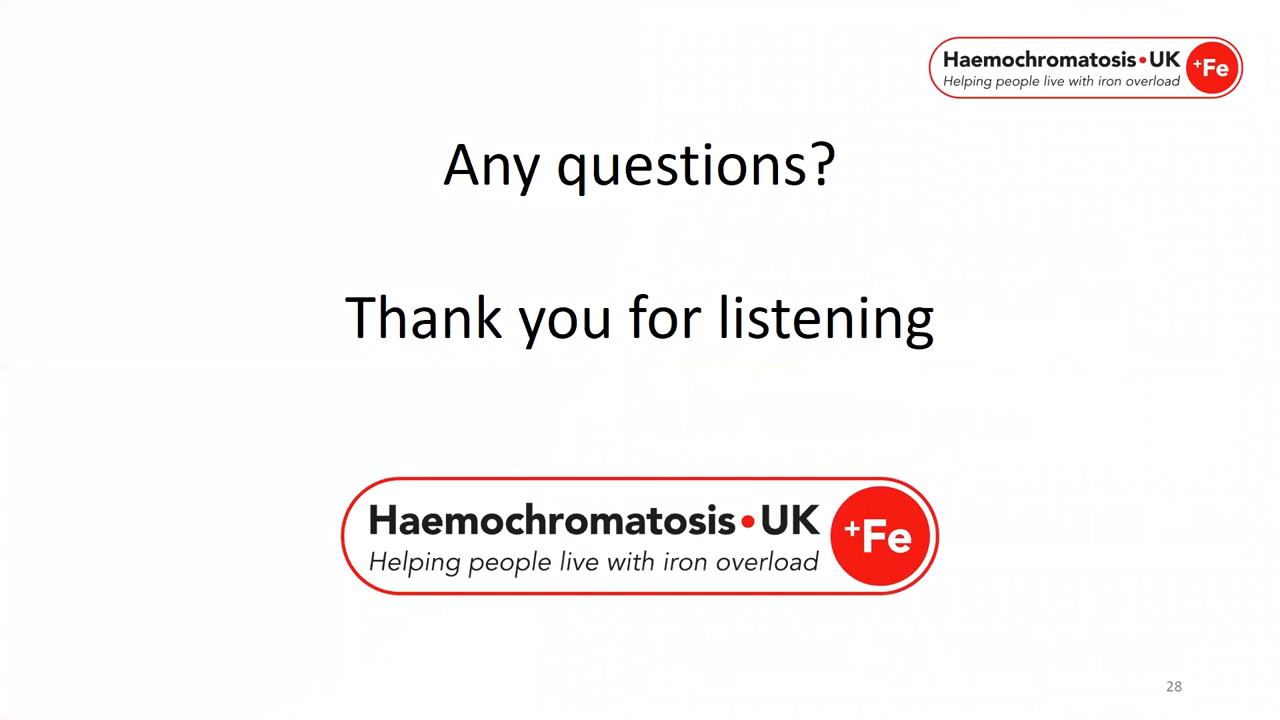 Haemochromatosis•UK
Helping people live with iron overload
+Fe
Any questions?
Thank you for listening
Haemochromatosis•UK
Helping people live with iron overload
+Fe
28